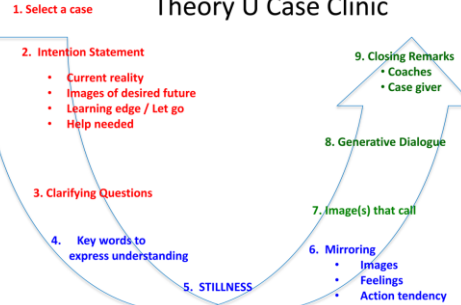 Theory U Case Clinic
1. Select a case
2. Intention Statement
• Current reality
• Images of desired future
• Learning edge / Let go
• Help needed
3. Clarifying Questions
4. Key words to
express understanding
5. STILLNESS
6. Mirroring
• Images
• Feelings
• Action tendency
7. Image(s) that call
8. Generative Dialogue
9. Closing Remarks
• Coaches
• Case giver